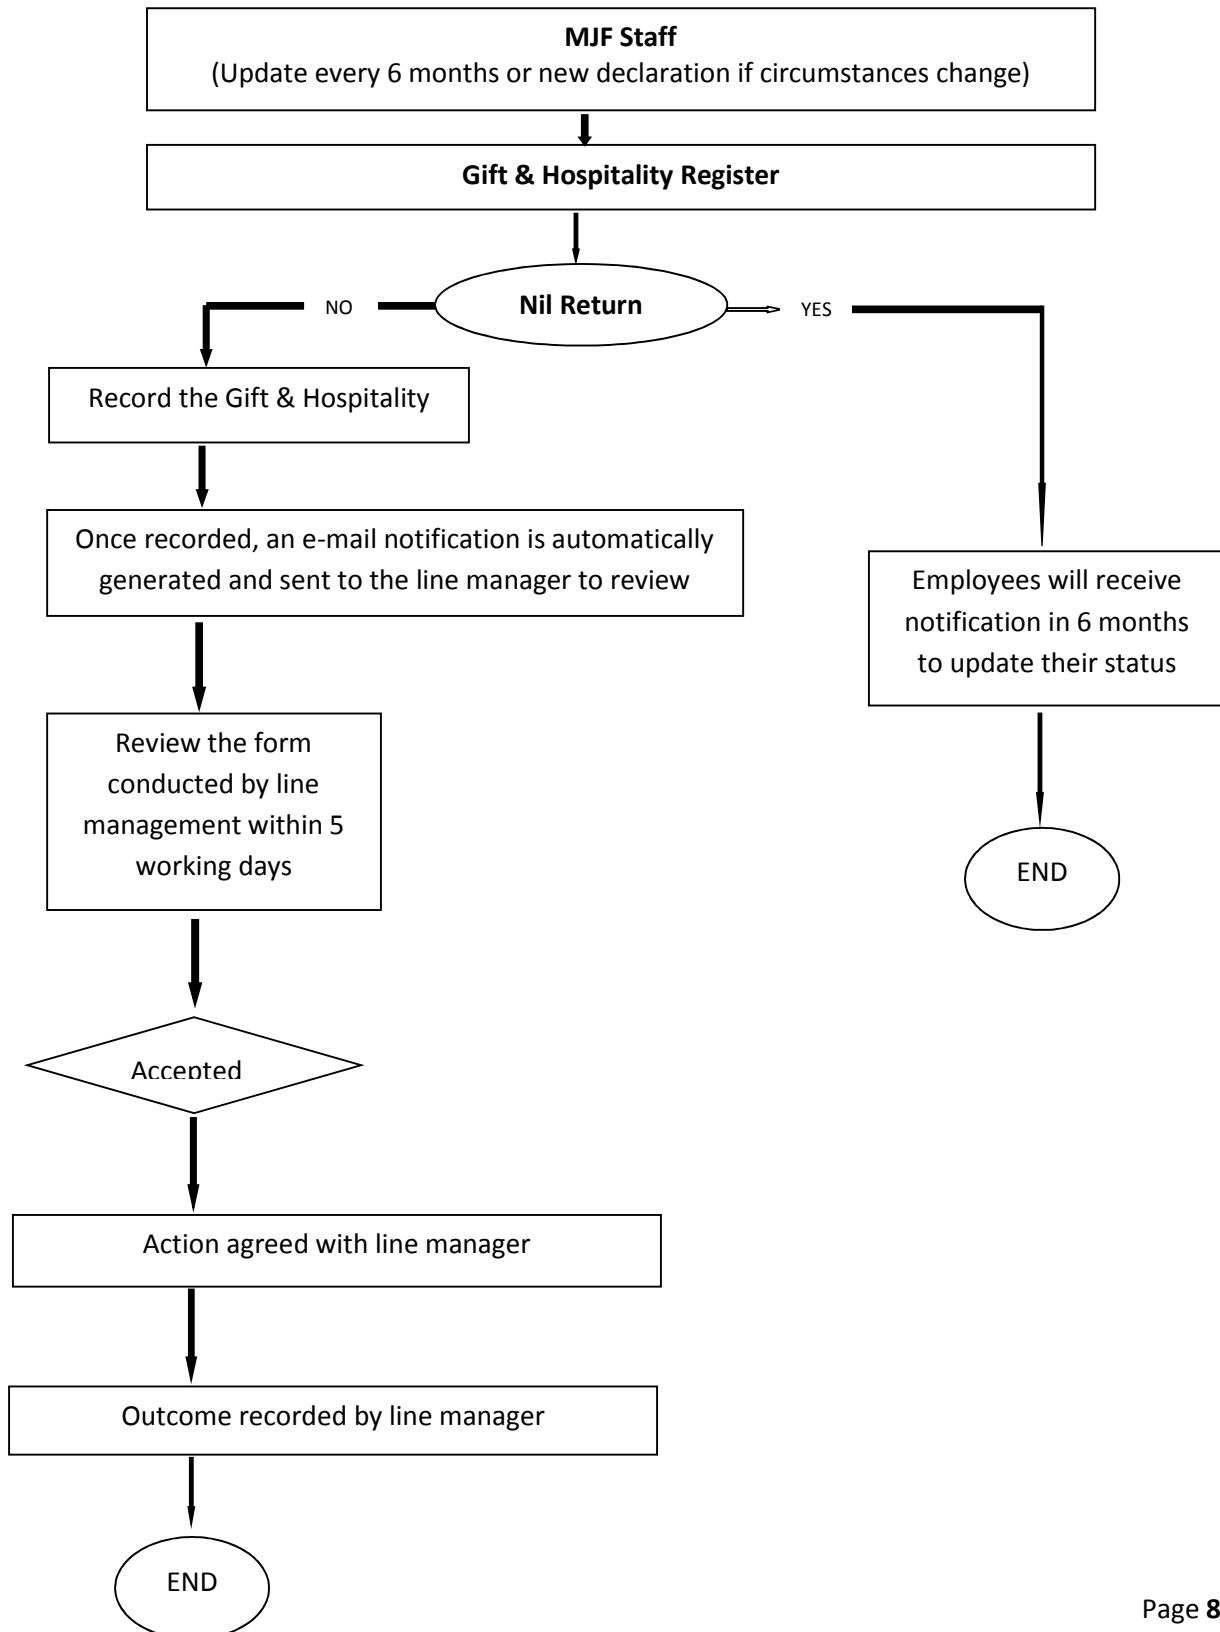 MJF Staff
(Update every 6 months or new declaration if circumstances change)
Gift & Hospitality Register
Nil Return
NO
YES
Record the Gift & Hospitality
Once recorded, an e-mail notification is automatically
generated and sent to the line manager to review
Employees will receive
notification in 6 months
to update their status
Review the form
conducted by line
management within 5
working days
END
Accepted
Action agreed with line manager
Outcome recorded by line manager
END
Page 8